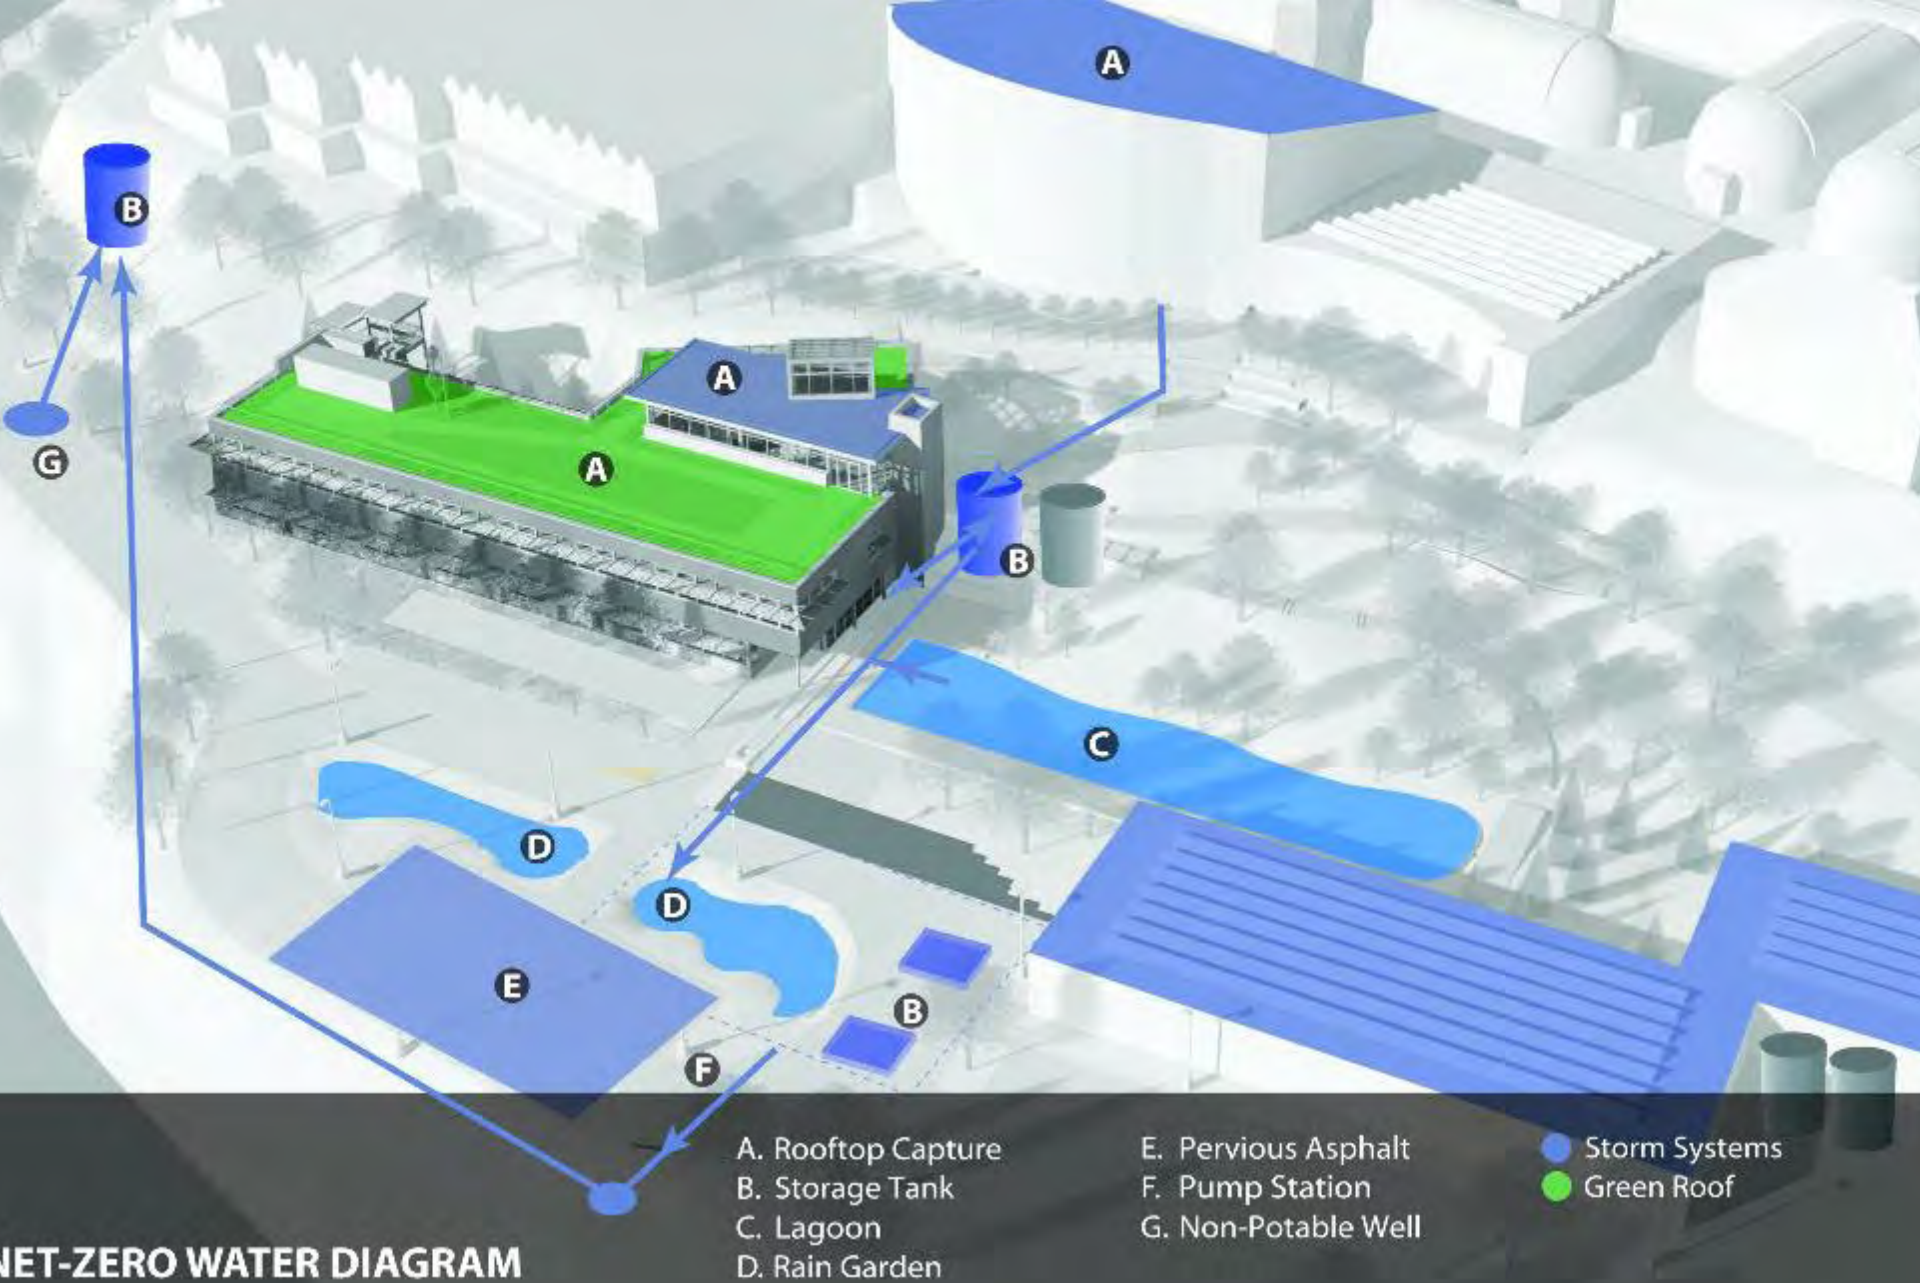 A
B
A
G
A
B
C
D
D
E
B
F
A. Rooftop Capture
B. Storage Tank
C. Lagoon
D. Rain Garden
E. Pervious Asphalt
F. Pump Station
G. Non-Potable Well
Storm Systems
Green Roof
NET-ZERO WATER DIAGRAM